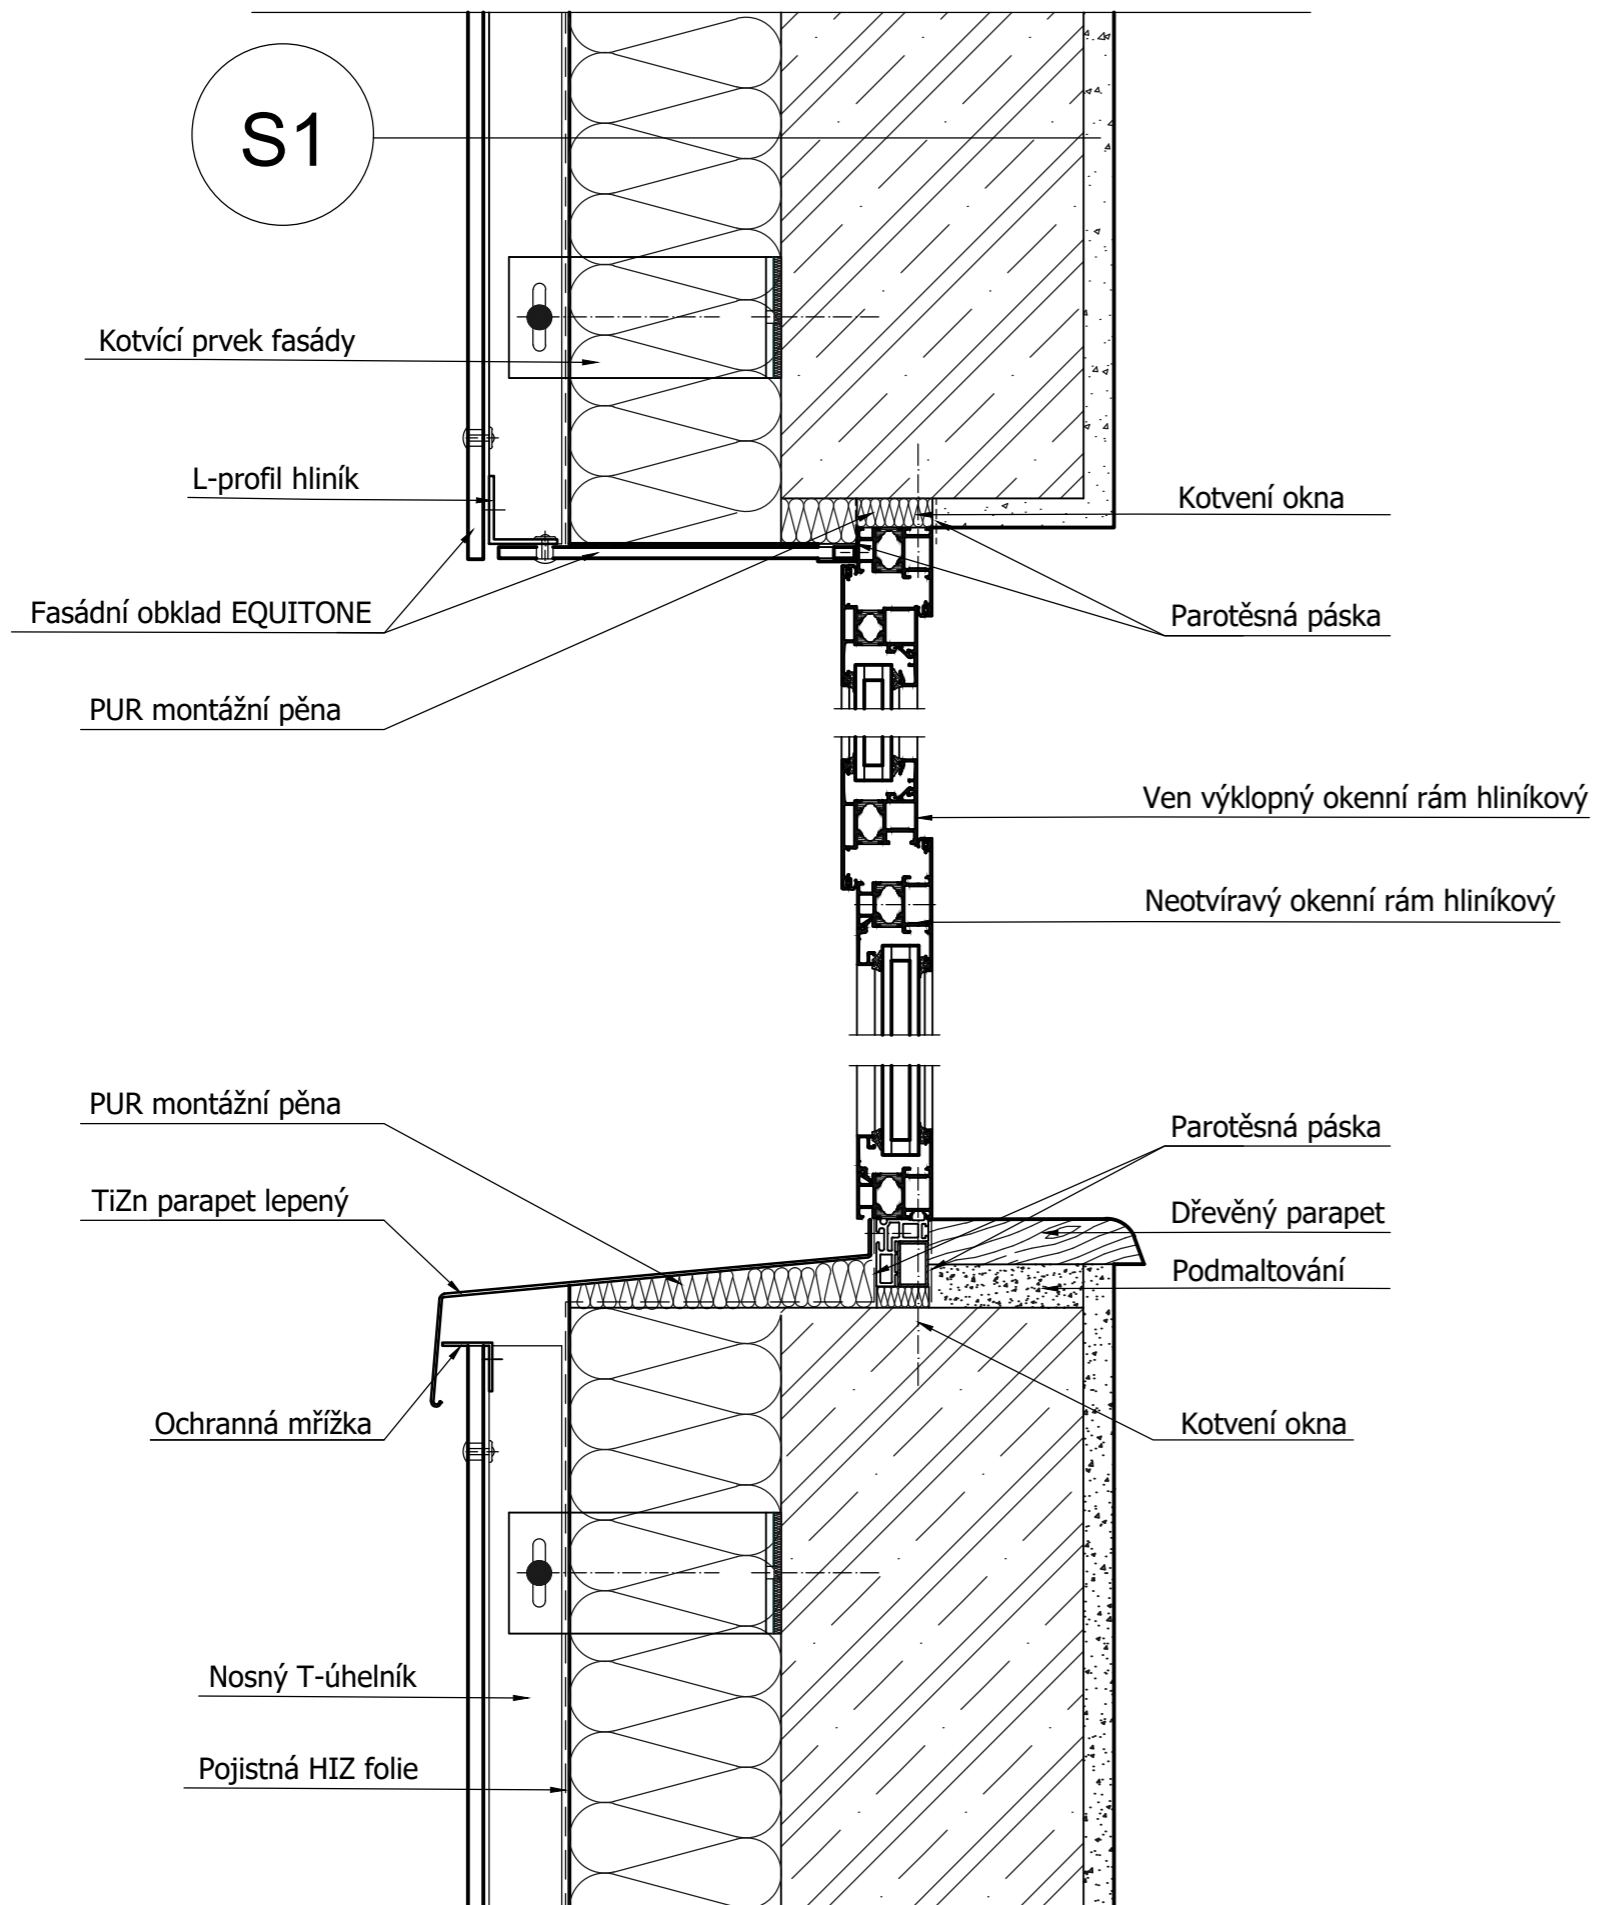 S1
Kotvící prvek fasády
L-profil hliník
Kotvení okna
Fasádní obklad EQUITONE
Parotěsná páska
PUR montážní pěna
Ven výklopný okenní rám hliníkový
Neotvíravý okenní rám hliníkový
PUR montážní pěna
Parotěsná páska
TiZn parapet lepený
Dřevěný parapet
Podmaltování
Ochranná mřížka
Kotvení okna
Nosný T-úhelník
Pojistná HIZ folie